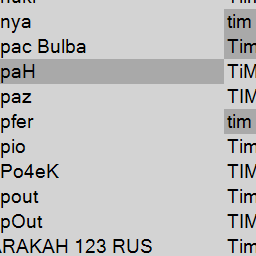 nya tim
pac Bulba Tim
paH TiM
paz TIM
pfer tim
pio Tim
Po4eK TIM
pout Tim
pOut TIM
ARAKAH 123 RUS Tim